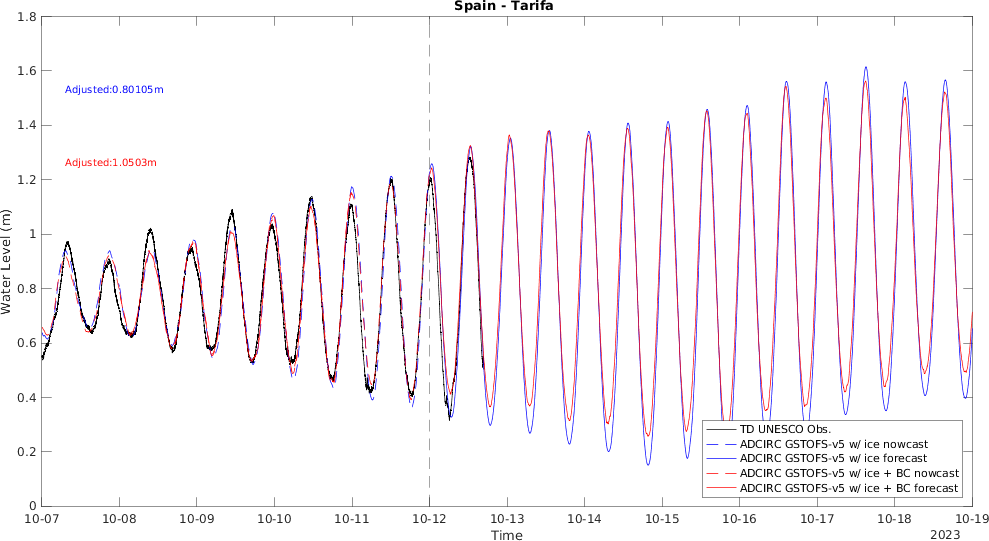 Spain - Tarifa
1.8
1.6
1.4
1.2
1
0.8
0.6
0.4
0.2
0
Water Level (m)
Adjusted:0.80105m
Adjusted:1.0503m
TD UNESCO Obs.
ADCIRC GSTOFS-v5 w/ ice nowcast
ADCIRC GSTOFS-v5 w/ ice forecast
ADCIRC GSTOFS-v5 w/ ice + BC nowcast
ADCIRC GSTOFS-v5 w/ ice + BC forecast
10-07 10-08 10-09 10-10 10-11 10-12 10-13 10-14 10-15 10-16 10-17 10-18 10-19
Time
2023